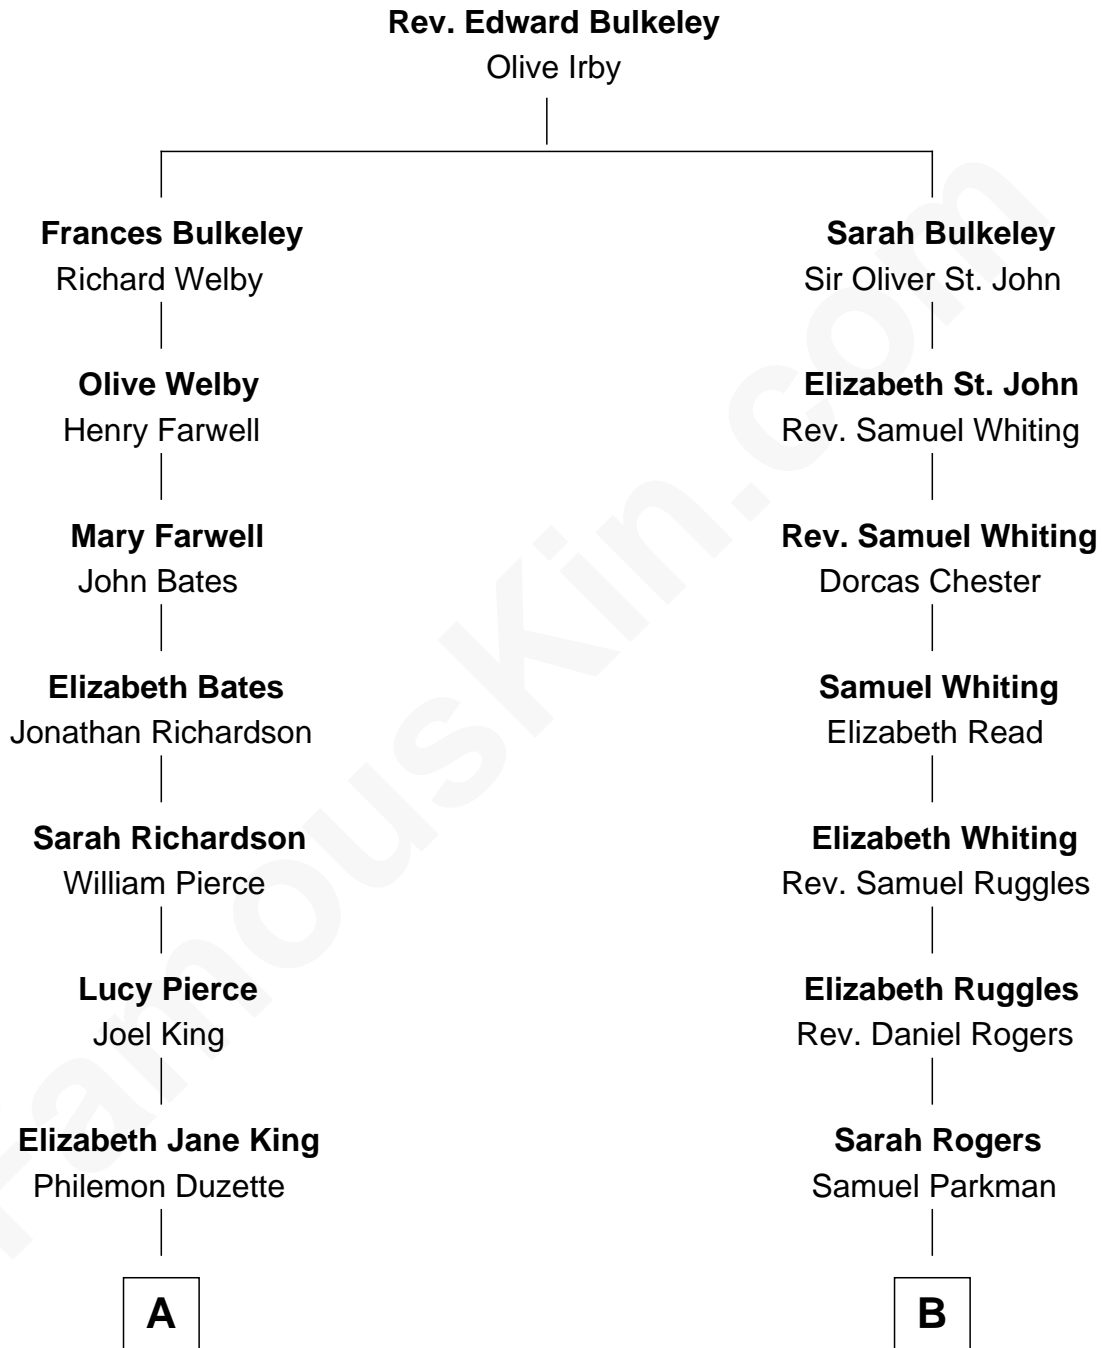 Rev. Edward Bulkeley
Olive Irby
Frances Bulkeley
Richard Welby
Sarah Bulkeley
Sir Oliver St. John
Olive Welby
Henry Farwell
Elizabeth St. John
Rev. Samuel Whiting
Mary Farwell
John Bates
Rev. Samuel Whiting
Dorcas Chester
Elizabeth Bates
Jonathan Richardson
Samuel Whiting
Elizabeth Read
Sarah Richardson
William Pierce
Elizabeth Whiting
Rev. Samuel Ruggles
Lucy Pierce
Joel King
Elizabeth Ruggles
Rev. Daniel Rogers
Elizabeth Jane King
Philemon Duzette
Sarah Rogers
Samuel Parkman
A
B
FamousKin.com